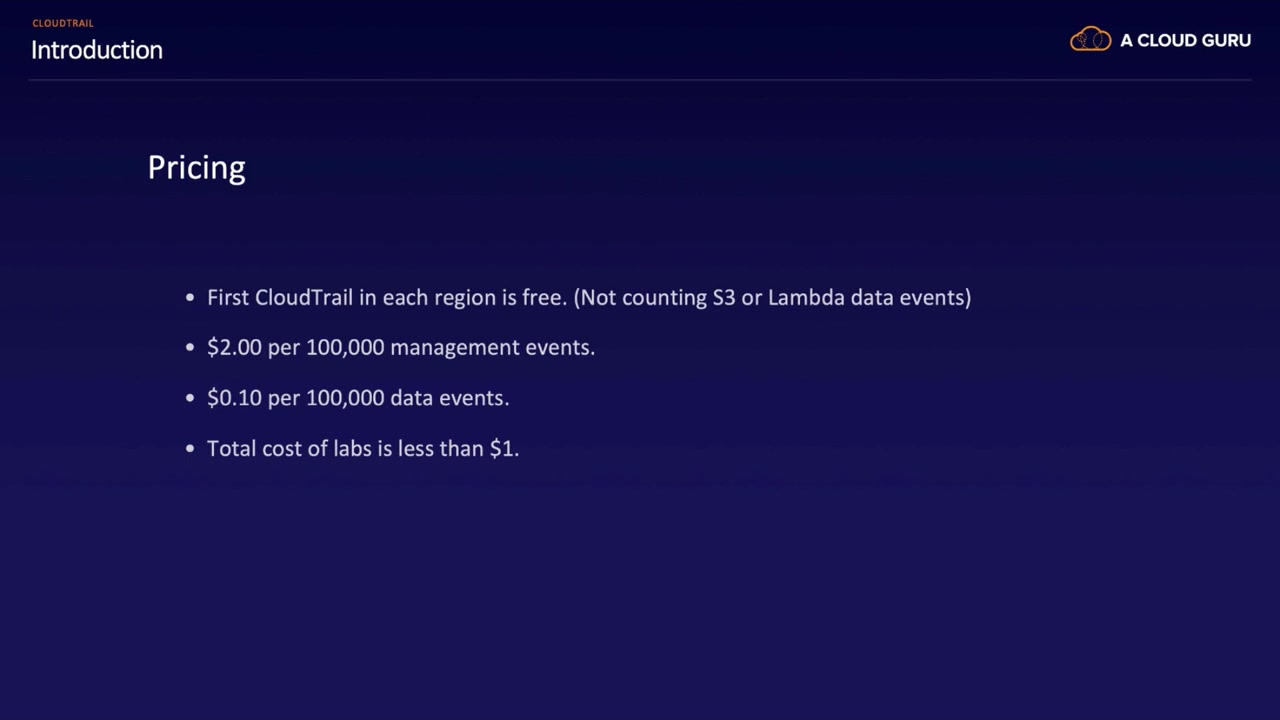 CLOUDTRAIL
Introduction
A CLOUD GURU
Pricing
• First CloudTrail in each region is free. (Not counting S3 or Lambda data events)
• $2.00 per 100,000 management events.
• $0.10 per 100,000 data events.
• Total cost of labs is less than $1.